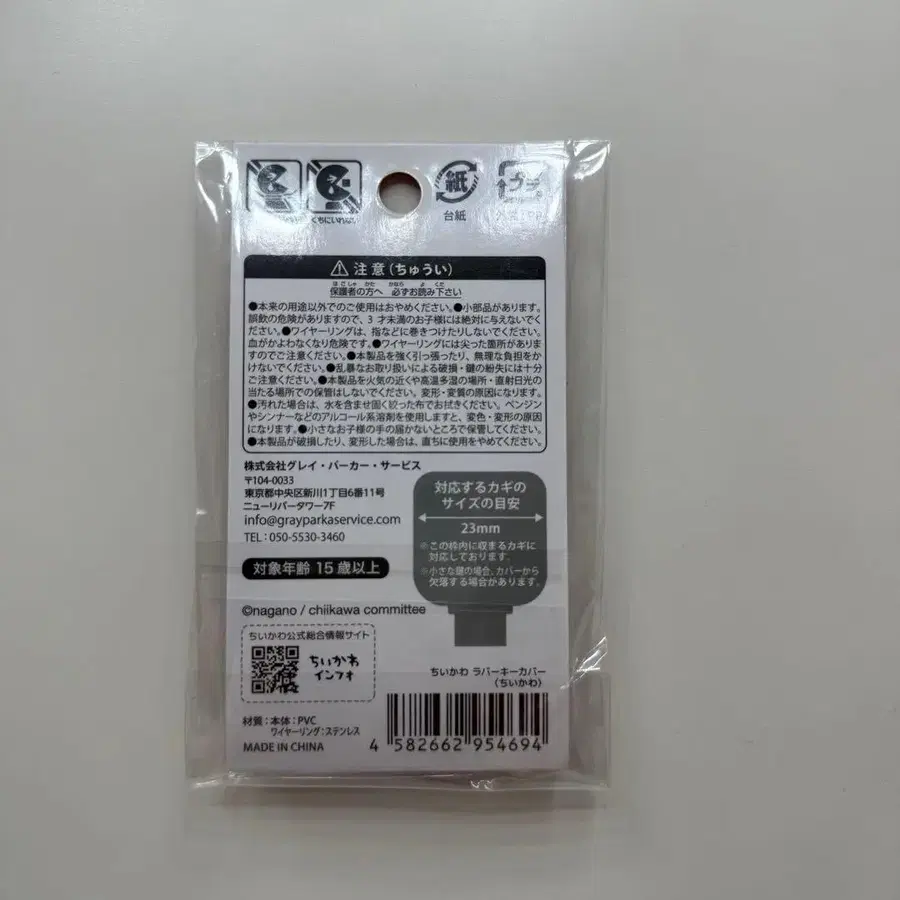 くちにいれない
紙
台紙
プラ
注意(ちゅうい)
保護者の方へ 必ずお読み下さい
●本来の用途以外でのご使用はおやめください。●小部品があります。
誤飲の危険がありますので、3才未満のお子様には絶対に与えないでく
ださい。●ワイヤーリングは、指などに巻きつけたりしないでください。
血がかよわなくなり危険です。●ワイヤーリングには尖った箇所がありま
すのでご注意ください。●本製品を強く引っ張ったり、無理な負担をか
けないでください。●乱暴なお取り扱いによる破損・鍵の紛失には十分
ご注意ください。●本製品を火気の近くや高温多湿の場所・直射日光の
当たる場所での保管はしないでください。変形・変質の原因になります。
●汚れた場合は、水を含ませ固く絞った布でお拭きください。ベンジン
やシンナーなどのアルコール系溶剤を使用しますと、変色・変形の原因
になります。●小さなお子様の手の届かないところで保管してください。
●本製品が破損したり、変形した場合は、直ちに使用をやめてください。
株式会社グレイ・パーカー・サービス
〒104-0033
東京都中央区新川1丁目6番11号
ニューリバータワー7F
info@grayparkaservice.com
TEL:050-5530-3460
対象年齢 15歳以上
対応するカギの
サイズの目安
23mm
※この枠内に収まるカギに
対応しております。
※小さな鍵の場合、カバーから
欠落する場合があります。
©nagano / chiikawa committee
ちいかわ公式総合情報サイト
ちいかわ
インフォ
ちいかわ ラバーキーカバー
(ちいかわ)
材質:本体:PVC
ワイヤーリング:ステンレス
MADE IN CHINA
4 582662 954694